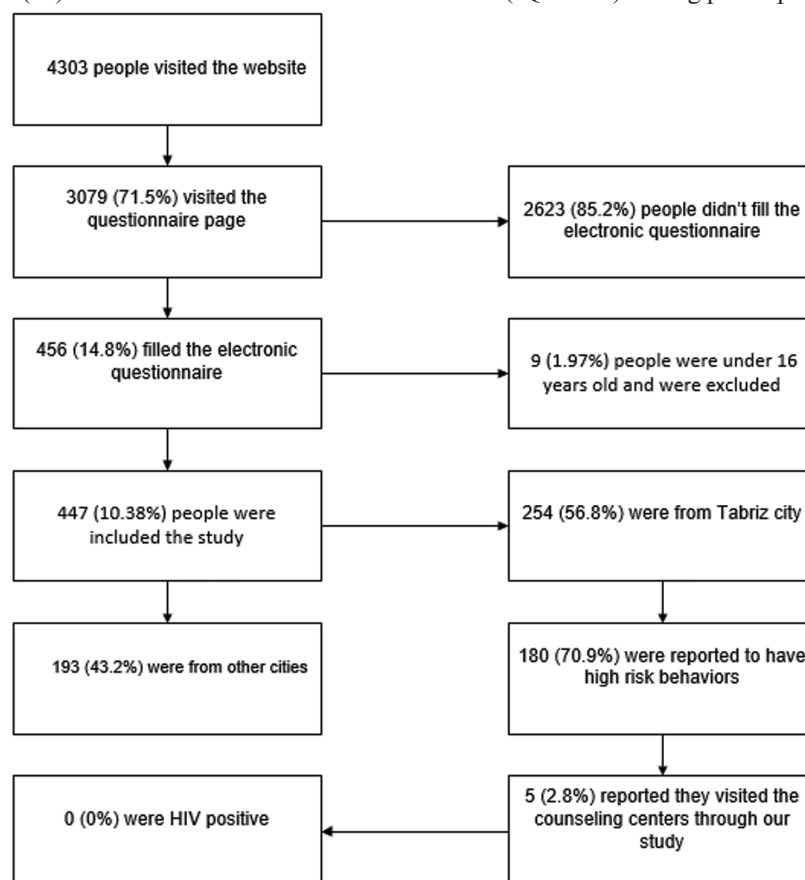 4303 people visited the website
3079 (71.5%) visited the
questionnaire page
2623 (85.2%) people didn't fill the
electronic questionnaire
456 (14.8%) filled the electronic
questionnaire
9 (1.97%) people were under 16
years old and were excluded
447 (10.38%) people were
included the study
254 (56.8%) were from Tabriz city
193 (43.2%) were from other cities
180 (70.9%) were reported to have
high risk behaviors
5 (2.8%) reported they visited the
counseling centers through our
study
0 (0%) were HIV positive